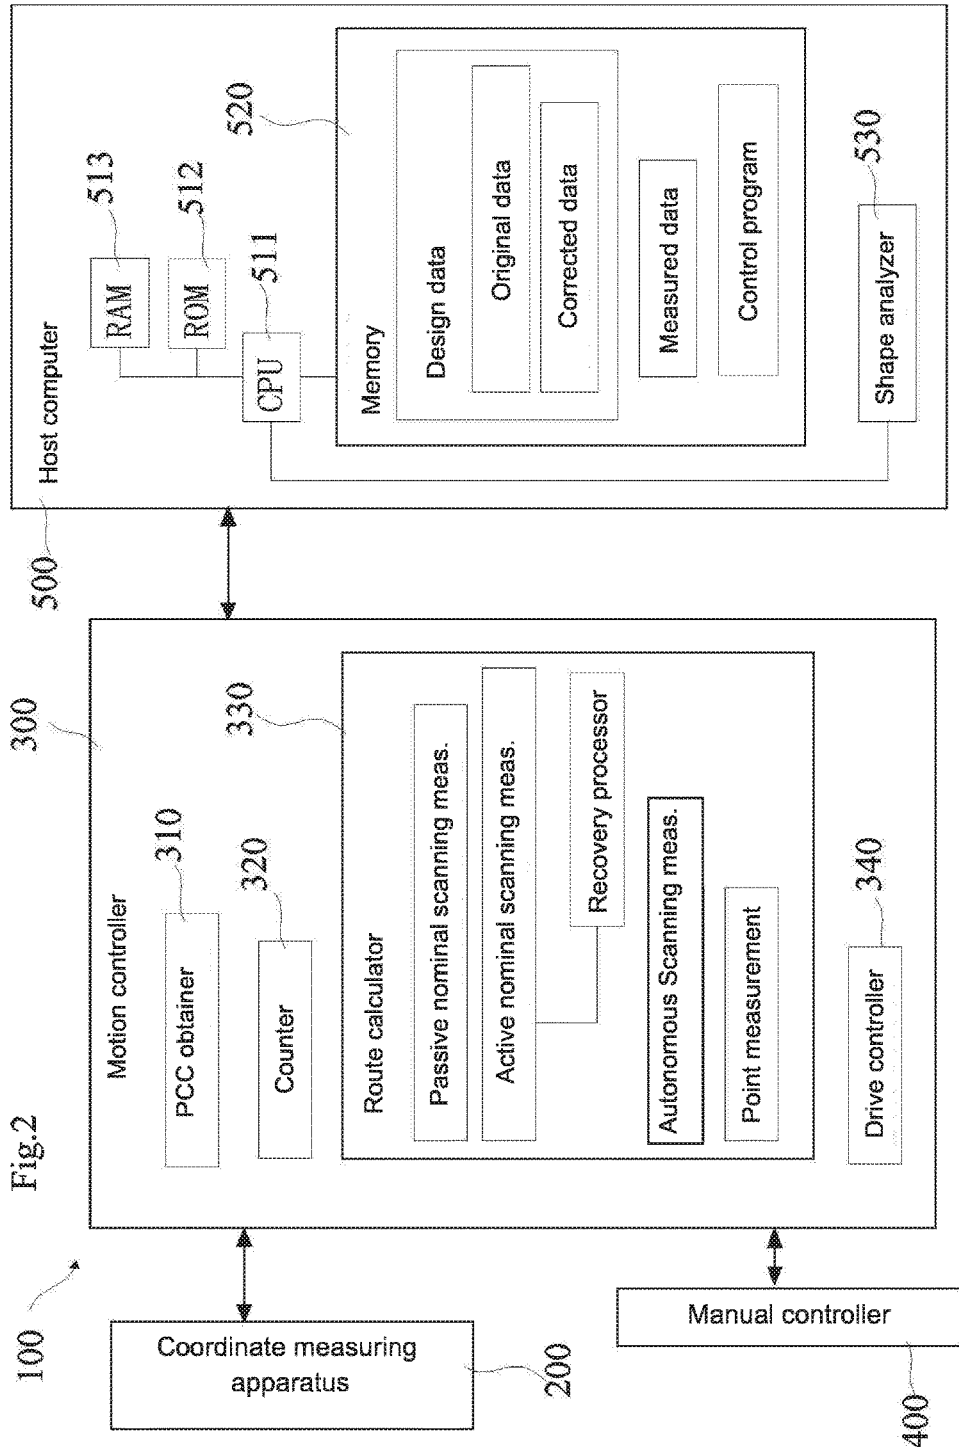 Fig.2
100
Coordinate measuring
apparatus
200
Manual controller
400
300
Motion controller
PCC obtainer
310
Counter
320
330
Route calculator
Passive nominal scanning meas.
Active nominal scanning meas.
Recovery processor
Autonomous Scanning meas.
Point measurement
Drive controller
340
500
Host computer
RAM
513
ROM
512
CPU
511
520
Memory
Design data
Original data
Corrected data
Measured data
Control program
Shape analyzer
530